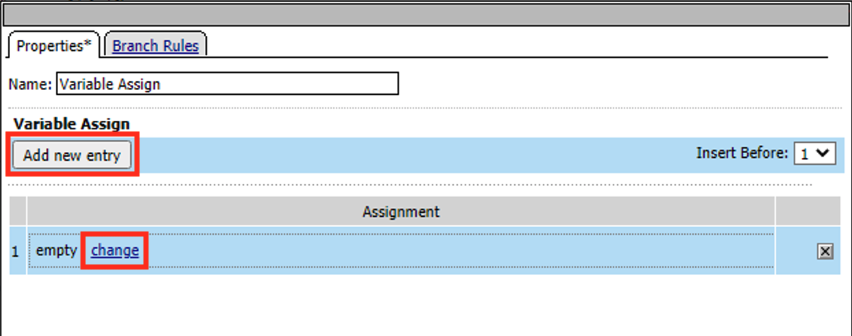 Properties* Branch Rules
Name: Variable Assign
Variable Assign
Add new entry Insert Before: 1
Assignment
1 empty change